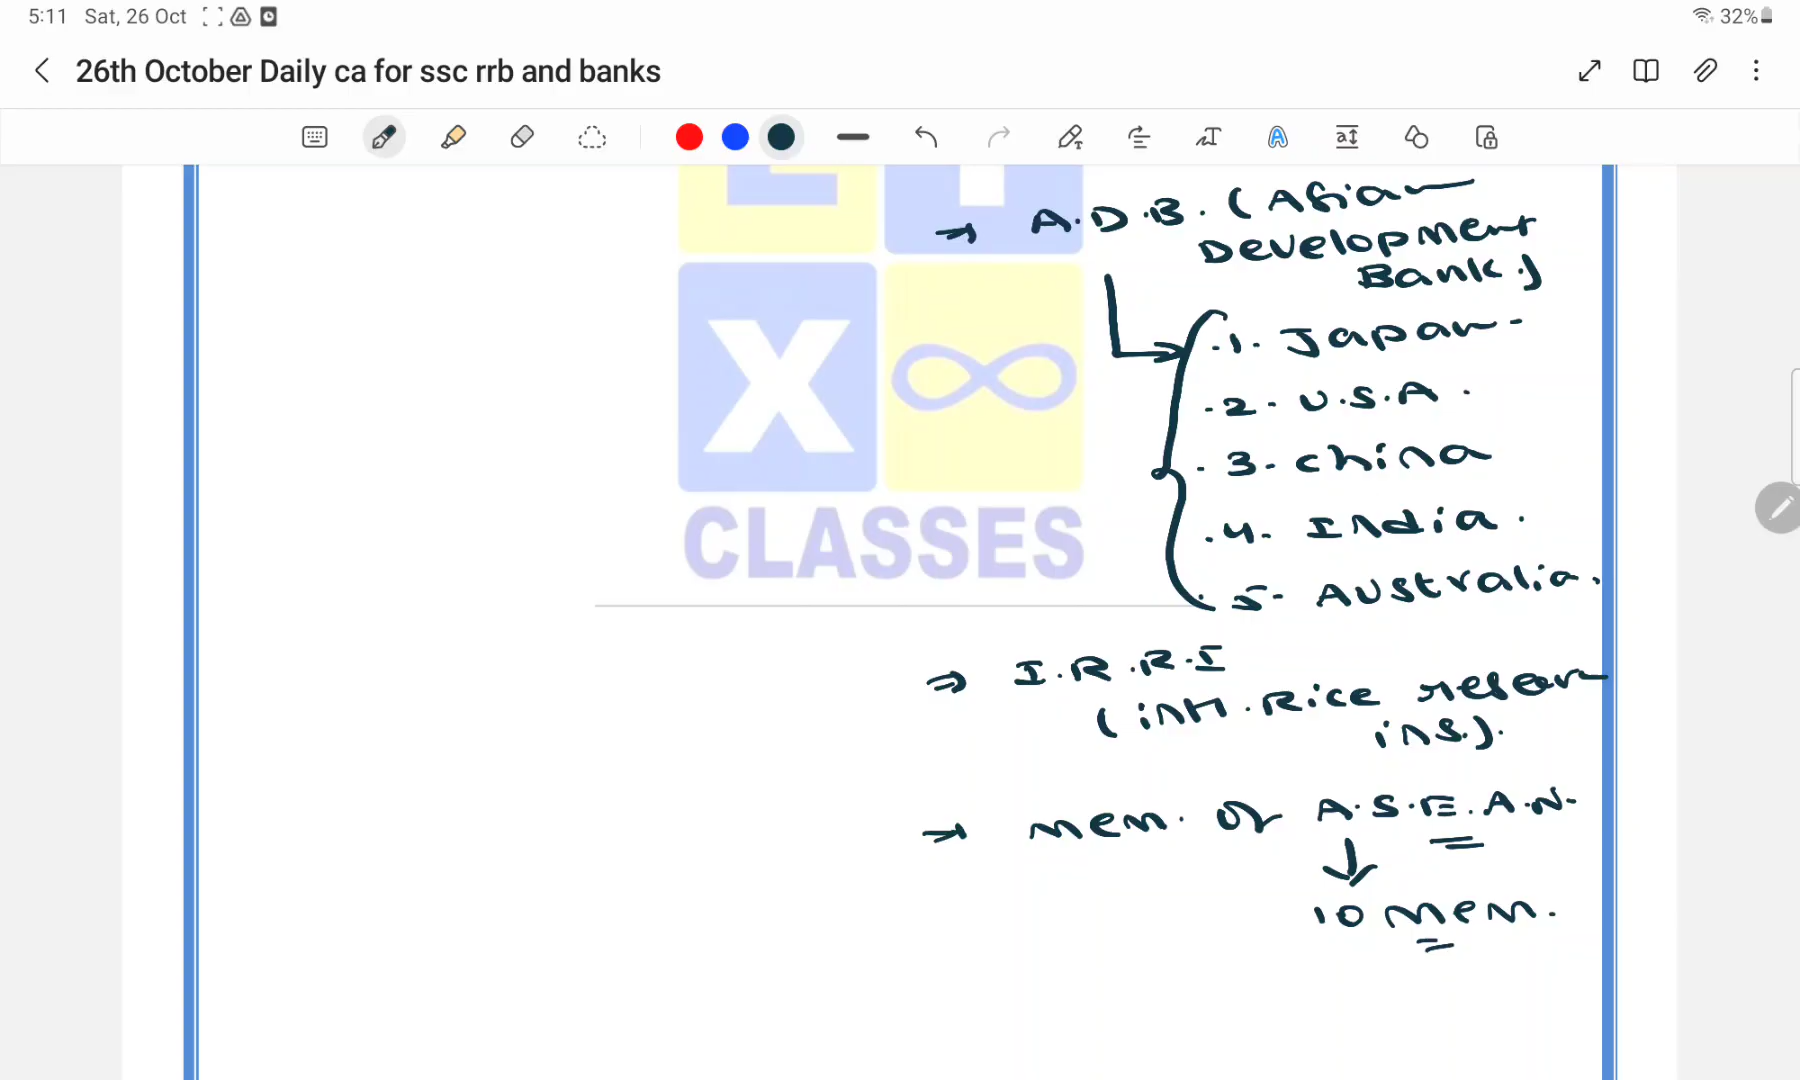 5:11 Sat, 26 Oct
32%
26th October Daily ca for ssc rrb and banks
A.D.B. (Asian
Development
Bank.)
1. Japan
2. U.S.A.
3. China
4. India.
5. Australia.
X ∞
CLASSES
I.R.R.I
(intl. Rice resear
ins.).
mem. of A.S.E.A.N.
10 mem.